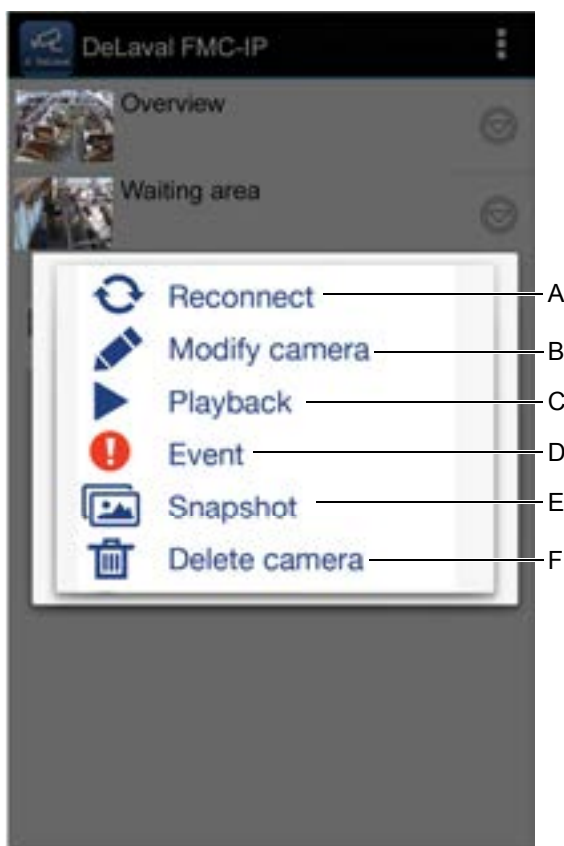 DeLaval FMC-IP
Overview
Waiting area
Reconnect A
Modify camera B
Playback C
Event D
Snapshot E
Delete camera F